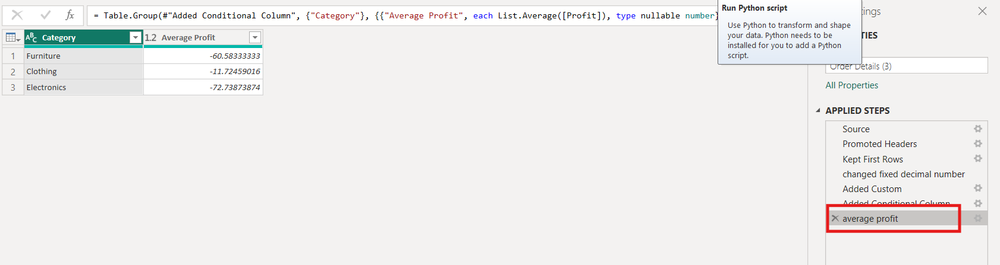 = Table.Group(#"Added Conditional Column", {"Category"}, {{"Average Profit", each List.Average([Profit]), type nullable number}
Run Python script
Use Python to transform and shape
your data. Python needs to be
installed for you to add a Python
script.
ABC Category
1.2 Average Profit
1 Furniture -60.58333333
2 Clothing -11.72459016
3 Electronics -72.73873874
Order Details (3)
All Properties
APPLIED STEPS
Source
Promoted Headers
Kept First Rows
changed fixed decimal number
Added Custom
Added Conditional Column
average profit